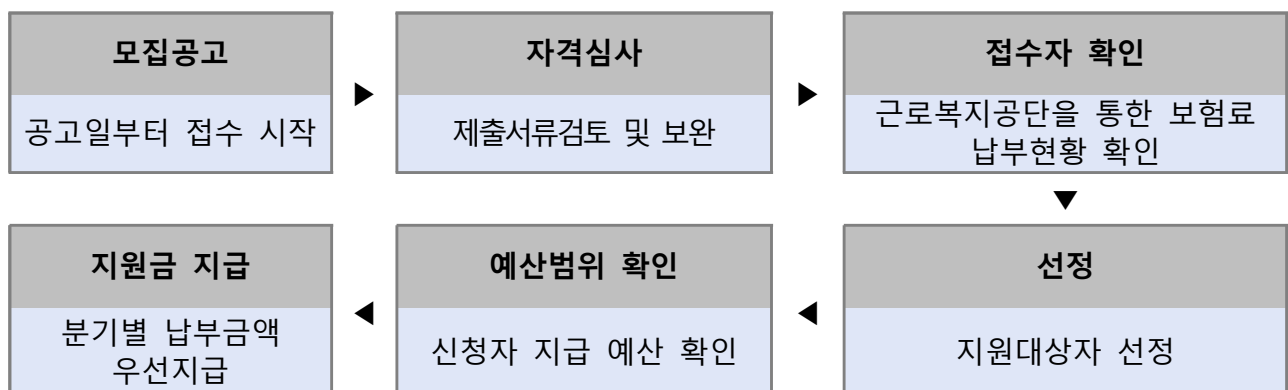 모집공고
공고일부터 접수 시작
▶
자격심사
제출서류검토 및 보완
▶
접수자 확인
근로복지공단을 통한 보험료
납부현황 확인
▼
선정
지원대상자 선정
◀
예산범위 확인
신청자 지급 예산 확인
◀
지원금 지급
분기별 납부금액
우선지급